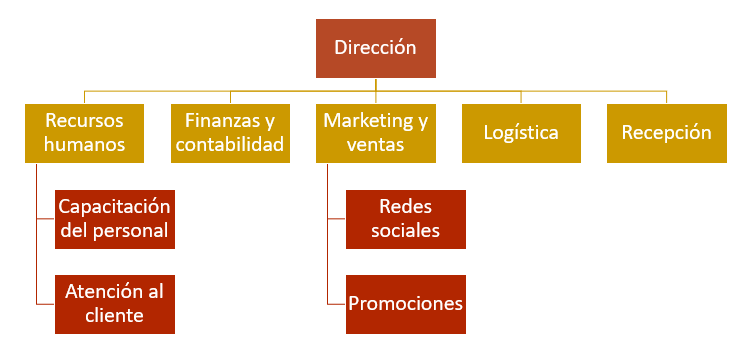 Dirección
Recursos
humanos
Finanzas y
contabilidad
Marketing y
ventas
Logística
Recepción
Capacitación
del personal
Atención al
cliente
Redes
sociales
Promociones